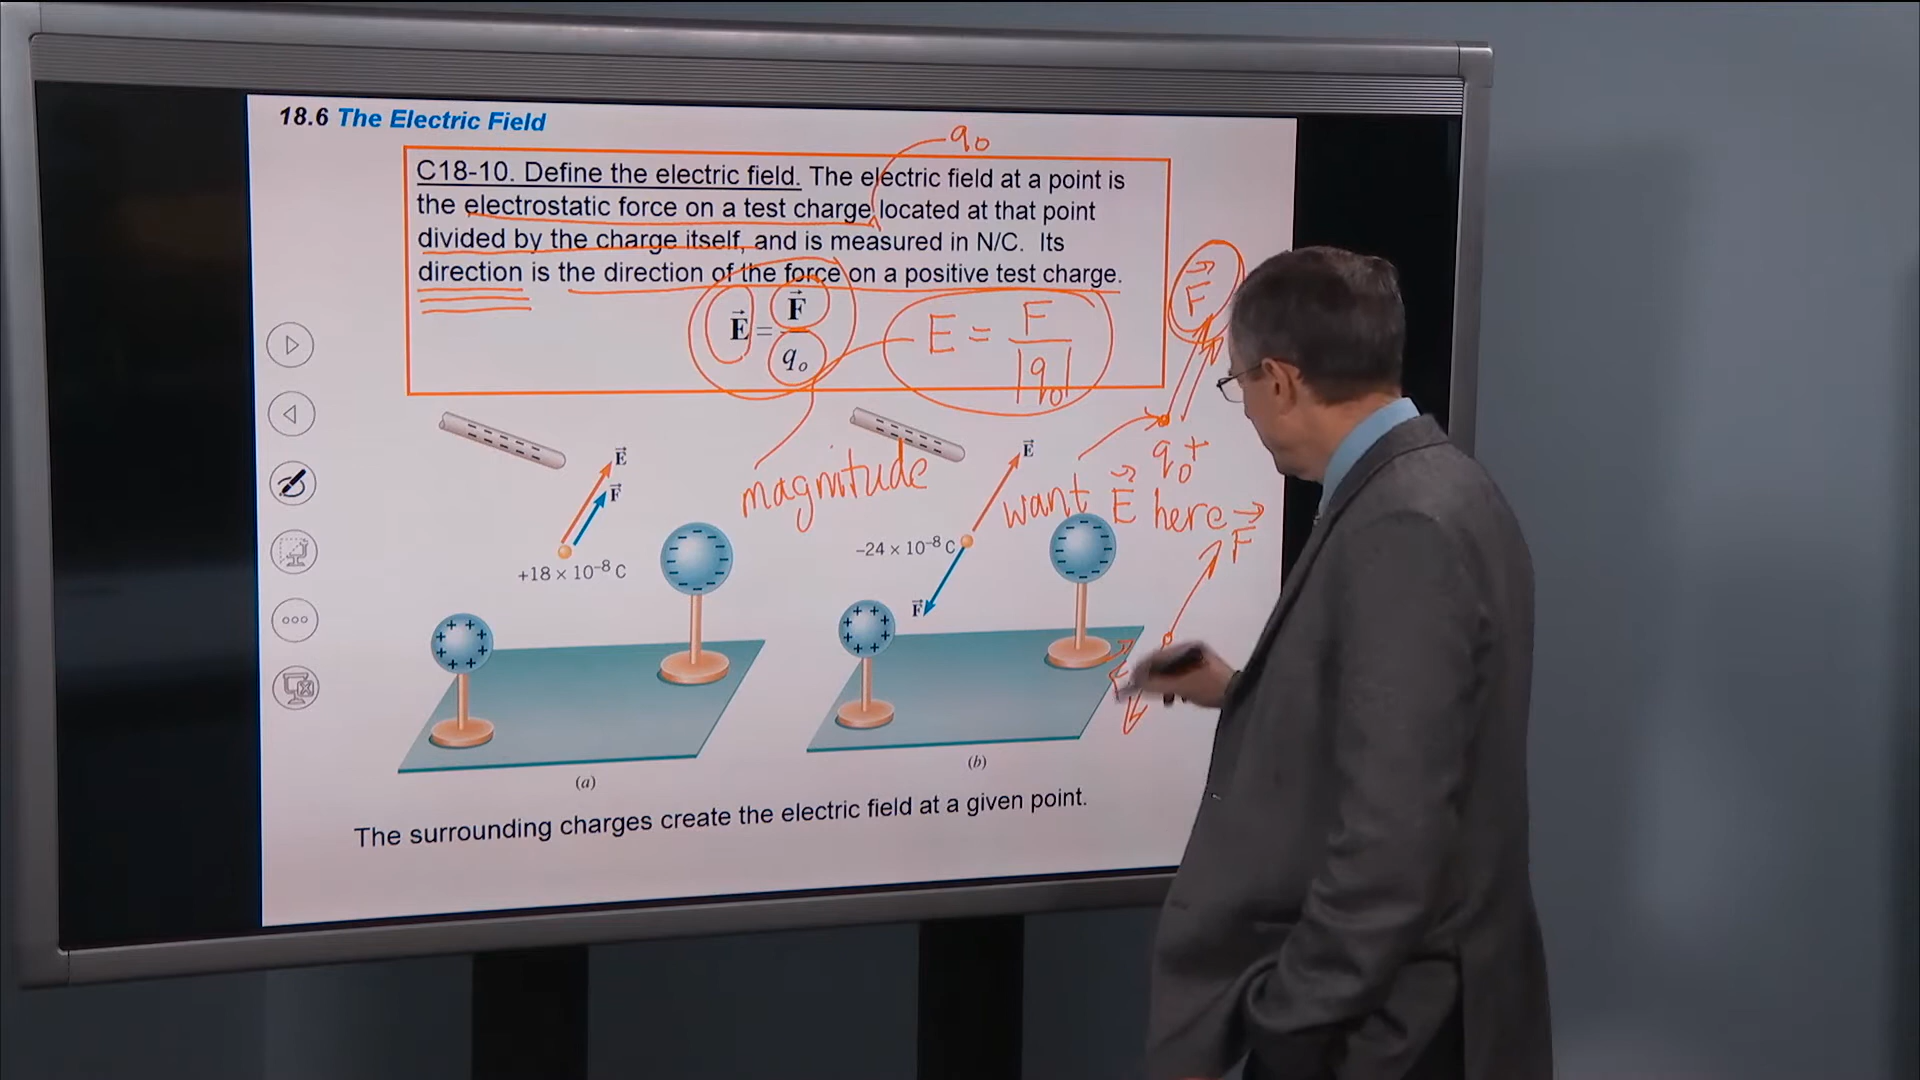 18.6 The Electric Field
q₀
C18-10. Define the electric field. The electric field at a point is
the electrostatic force on a test charge located at that point
divided by the charge itself, and is measured in N/C. Its
direction is the direction of the force on a positive test charge.
E⃗ = F⃗ / qₒ
E = F / |q₀|
F⃗
q₀⁺
magnitude
want E⃗ here
E⃗
F⃗
+18 × 10⁻⁸ C
E⃗
−24 × 10⁻⁸ C
F⃗
F⃗
(a)
(b)
The surrounding charges create the electric field at a given point.